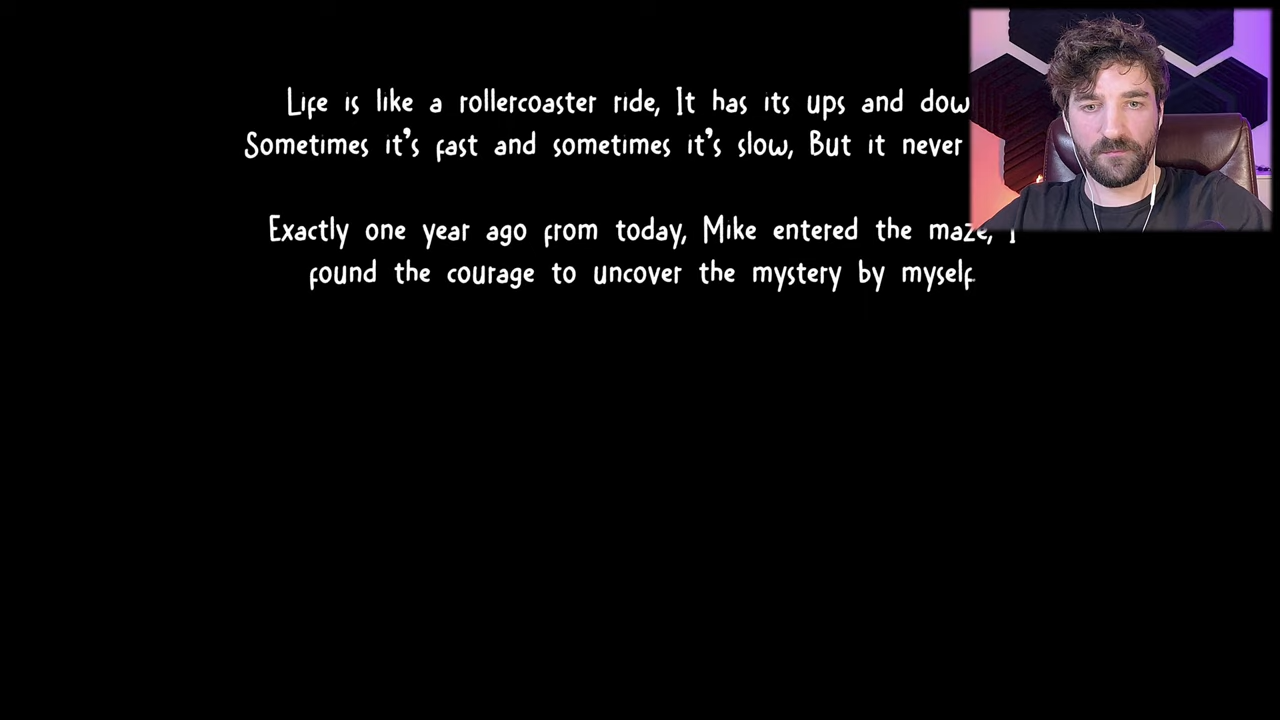 Life is like a rollercoaster ride, It has its ups and dow
Sometimes it's fast and sometimes it's slow, But it never
Exactly one year ago from today, Mike entered the maze, I
found the courage to uncover the mystery by myself